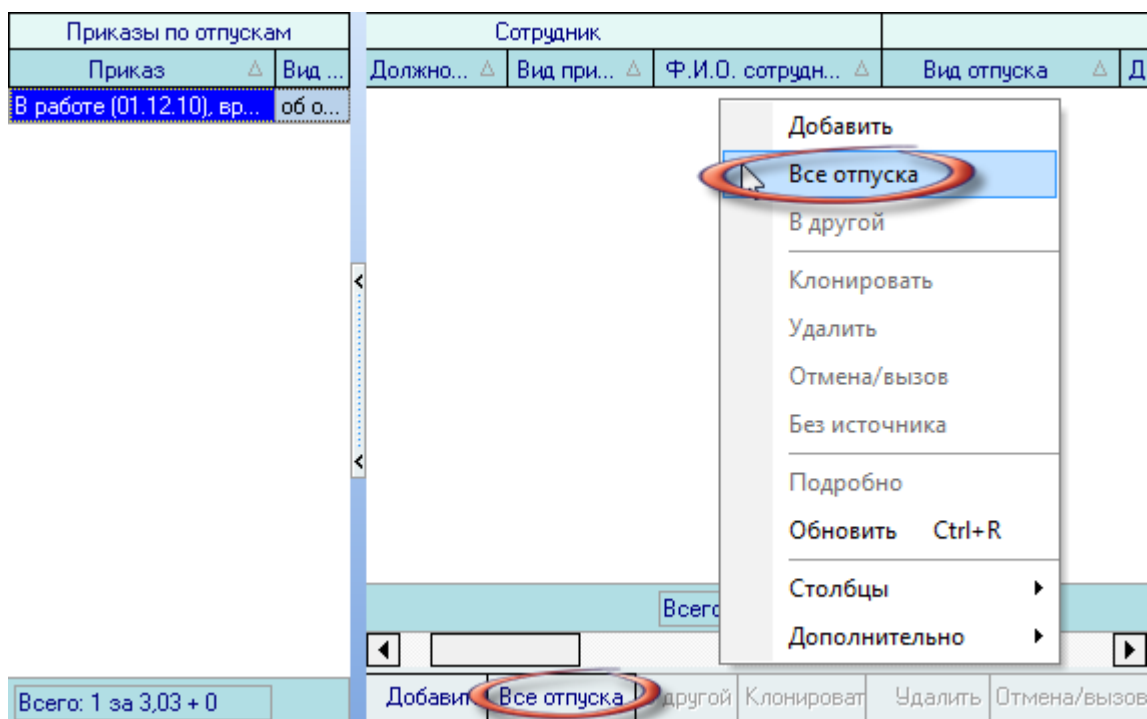 Приказы по отпускам
Сотрудник
Приказ
Вид ...
Должно...
Вид при...
Ф.И.О. сотрудн...
Вид отпуска
Д
В работе (01.12.10), вр...
об о...
Добавить
Все отпуска
В другой
Клонировать
Удалить
Отмена/вызов
Без источника
Подробно
Обновить Ctrl+R
Столбцы
Дополнительно
Всего
Всего: 1 за 3,03 + 0
Добавит
Все отпуска
другой
Клонироват
Удалить
Отмена/вызов